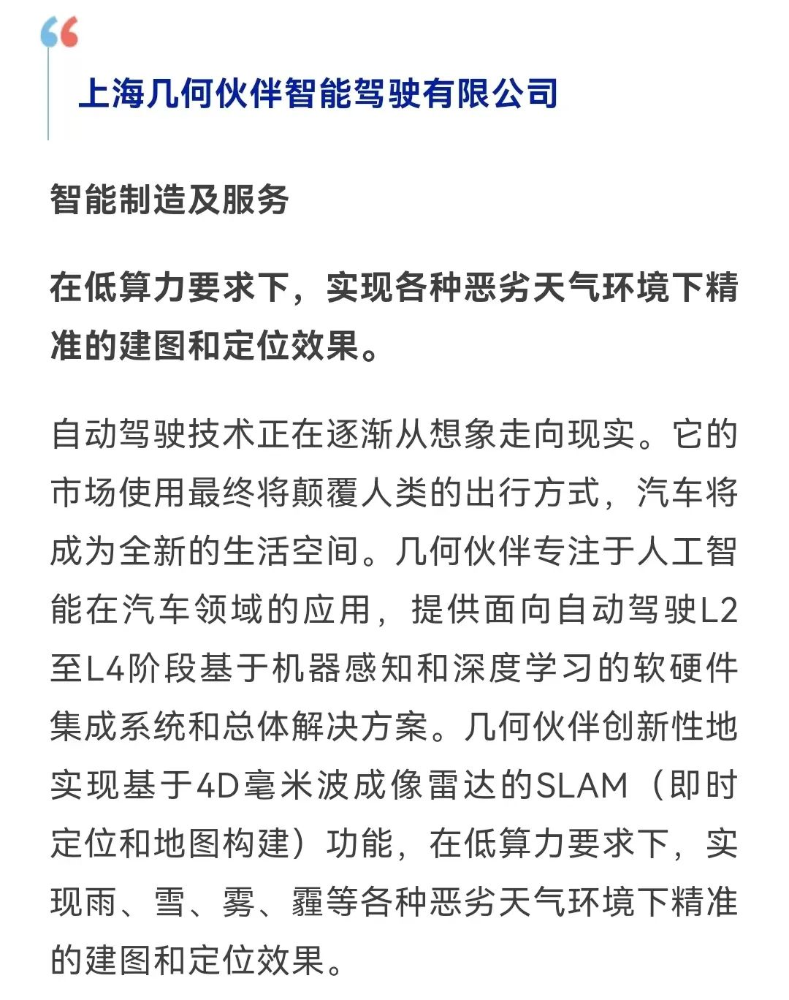 上海几何伙伴智能驾驶有限公司
智能制造及服务
在低算力要求下，实现各种恶劣天气环境下精
准的建图和定位效果。
自动驾驶技术正在逐渐从想象走向现实。它的
市场使用最终将颠覆人类的出行方式，汽车将
成为全新的生活空间。几何伙伴专注于人工智
能在汽车领域的应用，提供面向自动驾驶L2
至L4阶段基于机器感知和深度学习的软硬件
集成系统和总体解决方案。几何伙伴创新性地
实现基于4D毫米波成像雷达的SLAM（即时
定位和地图构建）功能，在低算力要求下，实
现雨、雪、雾、霾等各种恶劣天气环境下精准
的建图和定位效果。